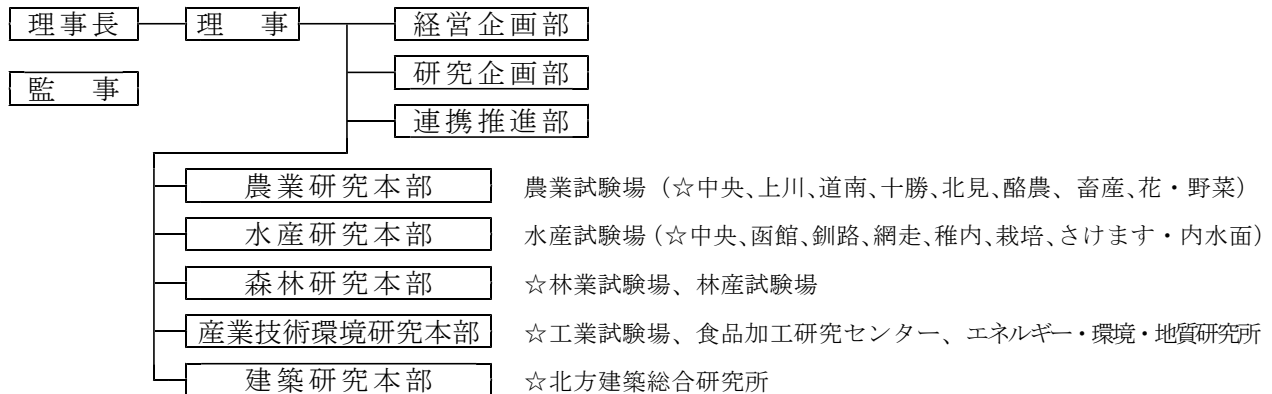 理事長 理　事 経営企画部
研究企画部
監　事
連携推進部
農業研究本部 農業試験場（☆中央、上川、道南、十勝、北見、酪農、畜産、花・野菜）
水産研究本部 水産試験場（☆中央、函館、釧路、網走、稚内、栽培、さけます・内水面）
森林研究本部 ☆林業試験場、林産試験場
産業技術環境研究本部 ☆工業試験場、食品加工研究センター、エネルギー・環境・地質研究所
建築研究本部 ☆北方建築総合研究所